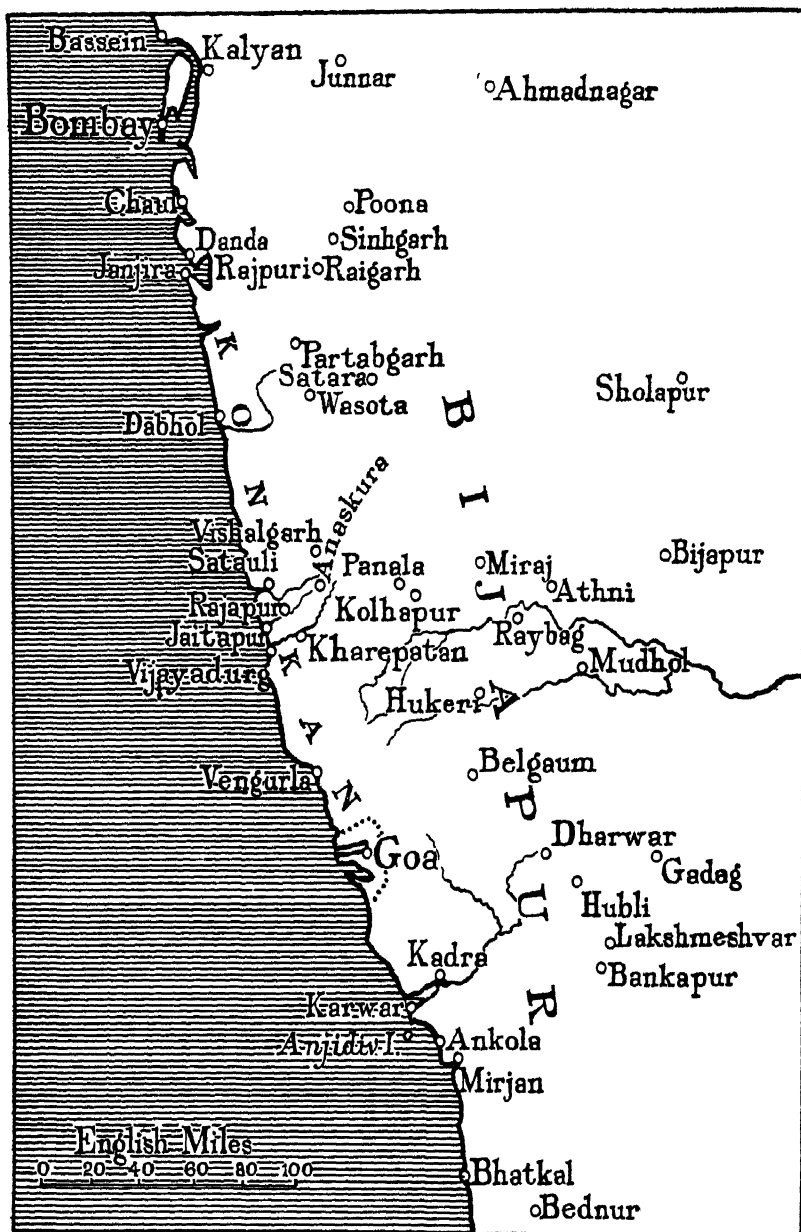 Bassein
Kalyan
Junnar
Ahmadnagar
Bombay
Chaul
Poona
Danda
Sinhgarh
Janjira
Rajpuri
Raigarh
KONKAN
Partabgarh
Satara
Wasota
Sholapur
BIJAPUR
Dabhol
Anaskura
Vishalgarh
Satauli
Panala
Miraj
Bijapur
Athni
Rajapur
Kolhapur
Raybag
Jaitapur
Kharepatan
Mudhol
Vijayadurg
Hukeri
Belgaum
Vengurla
Dharwar
Goa
Gadag
Hubli
Lakshmeshvar
Kadra
Bankapur
Karwar
Anjidiv I.
Ankola
Mirjan
English Miles
0 20 40 60 80 100
Bhatkal
Bednur